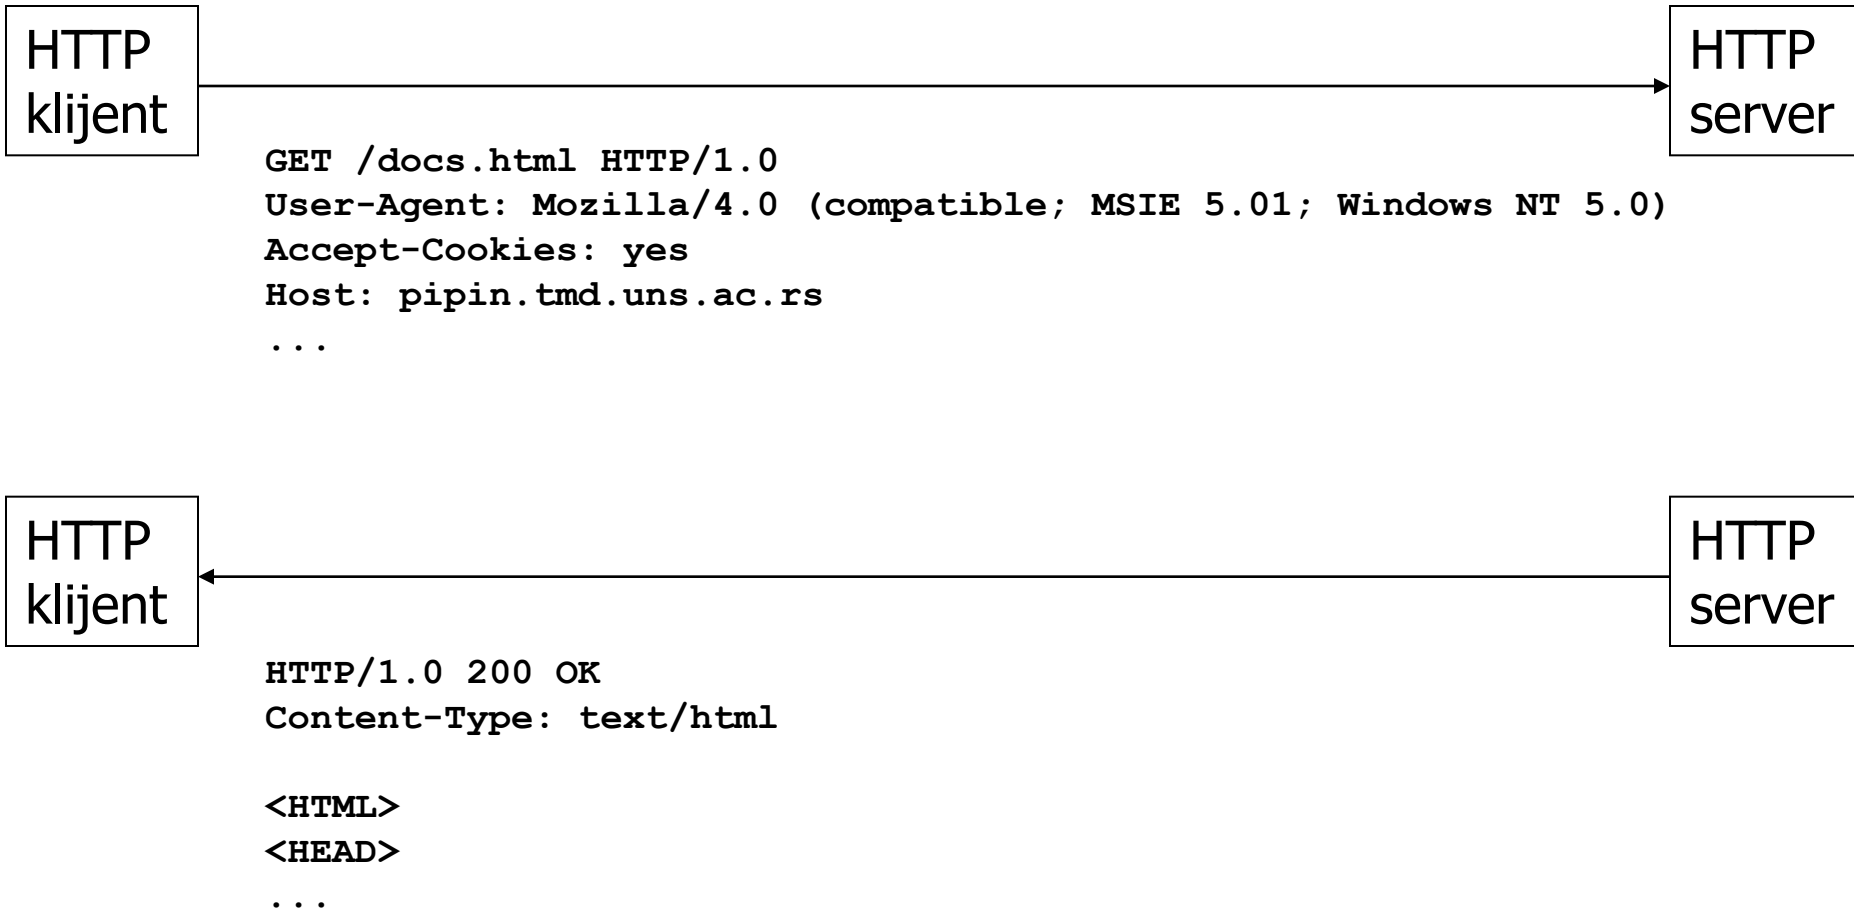 HTTP
klijent
HTTP
server
GET /docs.html HTTP/1.0
User-Agent: Mozilla/4.0 (compatible; MSIE 5.01; Windows NT 5.0)
Accept-Cookies: yes
Host: pipin.tmd.uns.ac.rs
...
HTTP
klijent
HTTP
server
HTTP/1.0 200 OK
Content-Type: text/html
<HTML>
<HEAD>
...